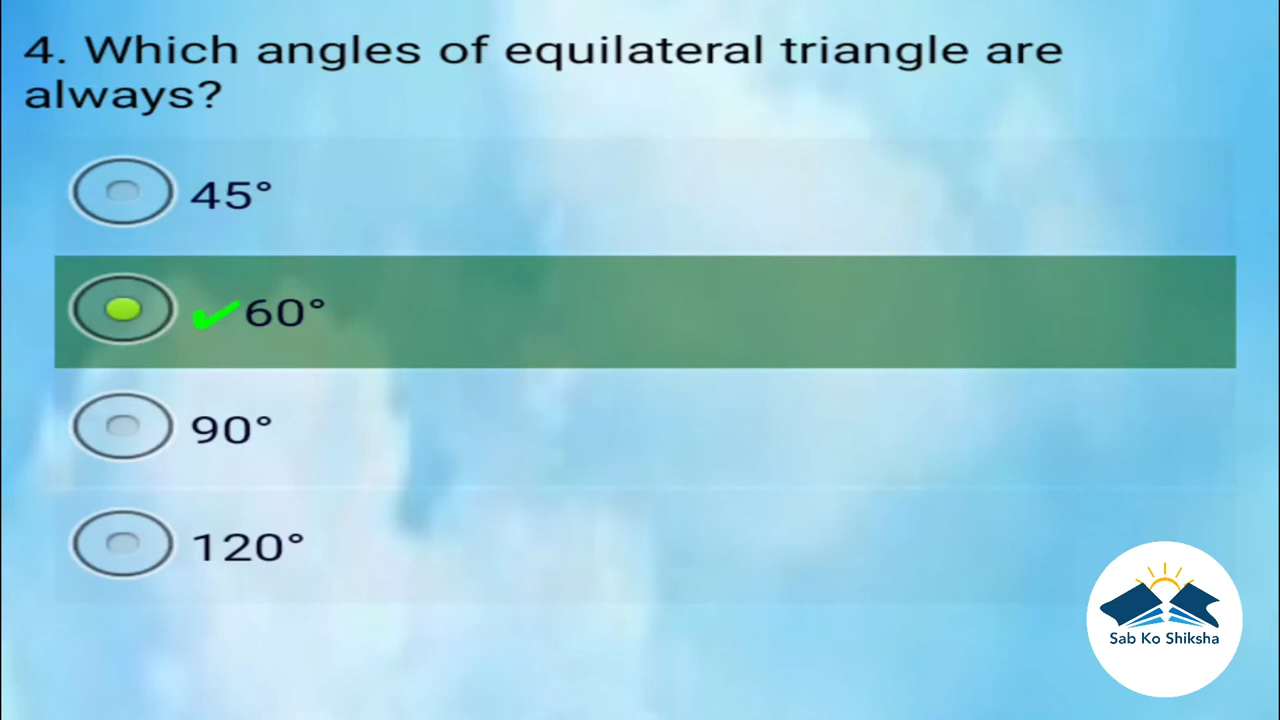 4. Which angles of equilateral triangle are
always?
45°
✔60°
90°
120°
Sab Ko Shiksha